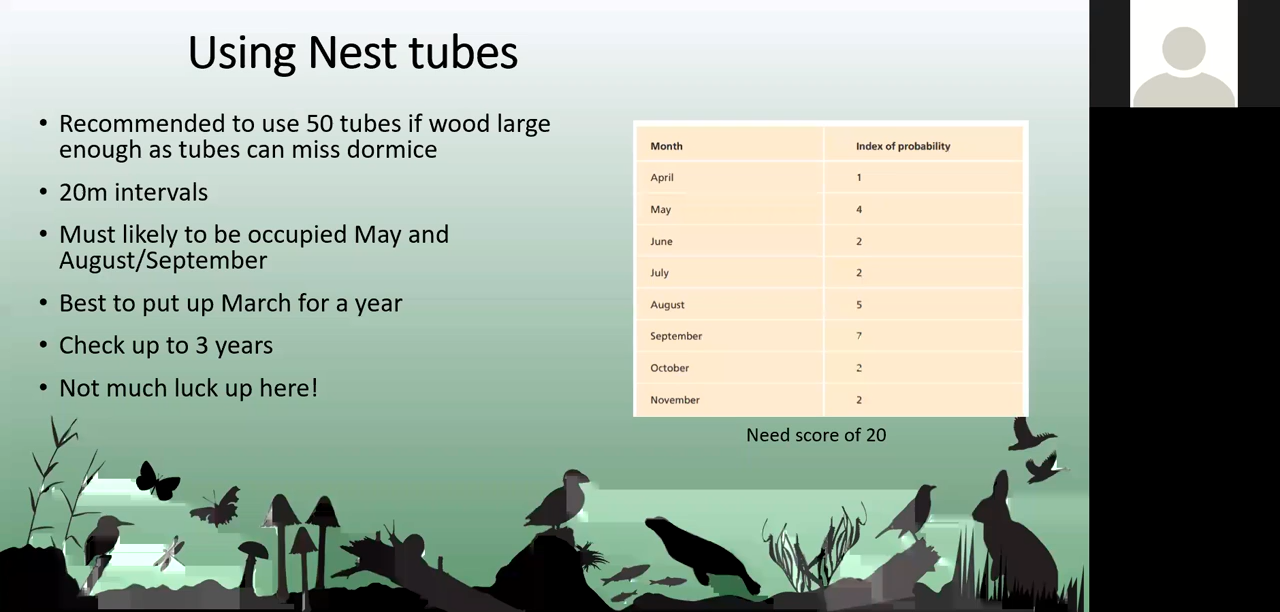 Using Nest tubes
• Recommended to use 50 tubes if wood large
enough as tubes can miss dormice
• 20m intervals
• Must likely to be occupied May and
August/September
• Best to put up March for a year
• Check up to 3 years
• Not much luck up here!
Month Index of probability
April 1
May 4
June 2
July 2
August 5
September 7
October 2
November 2
Need score of 20